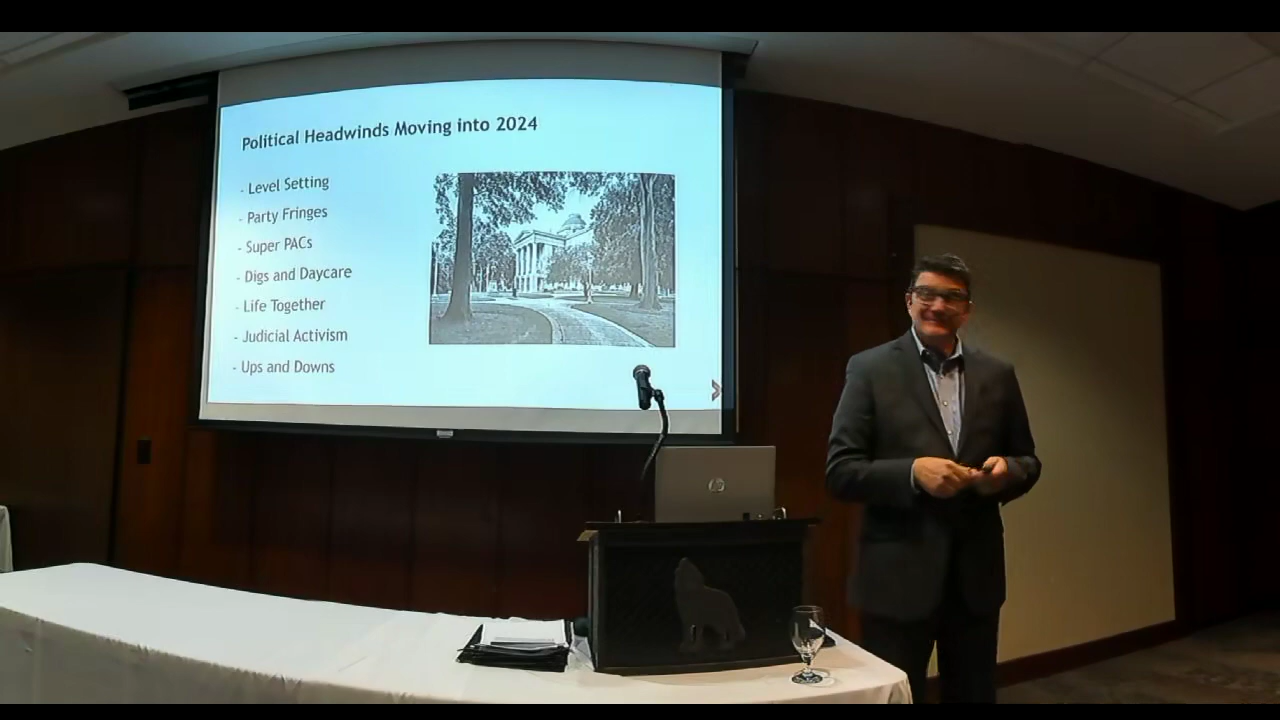 Political Headwinds Moving into 2024
- Level Setting
- Party Fringes
- Super PACs
- Digs and Daycare
- Life Together
- Judicial Activism
- Ups and Downs
hp